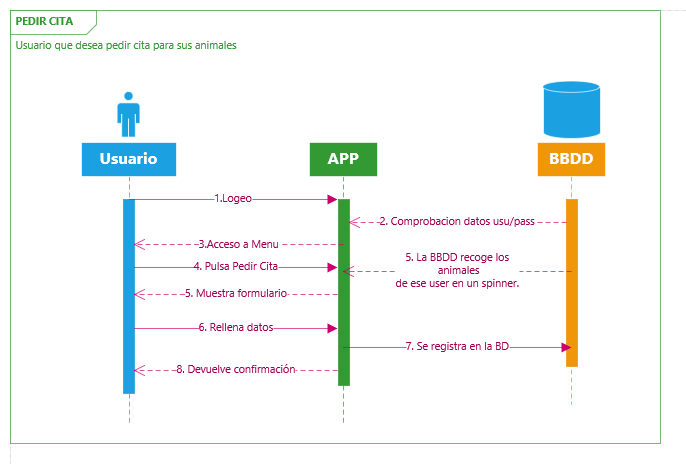 PEDIR CITA
Usuario que desea pedir cita para sus animales
Usuario
APP
BBDD
1.Logeo
2. Comprobacion datos usu/pass
3.Acceso a Menu
4. Pulsa Pedir Cita
5. La BBDD recoge los
animales
de ese user en un spinner.
5. Muestra formulario
6. Rellena datos
7. Se registra en la BD
8. Devuelve confirmación